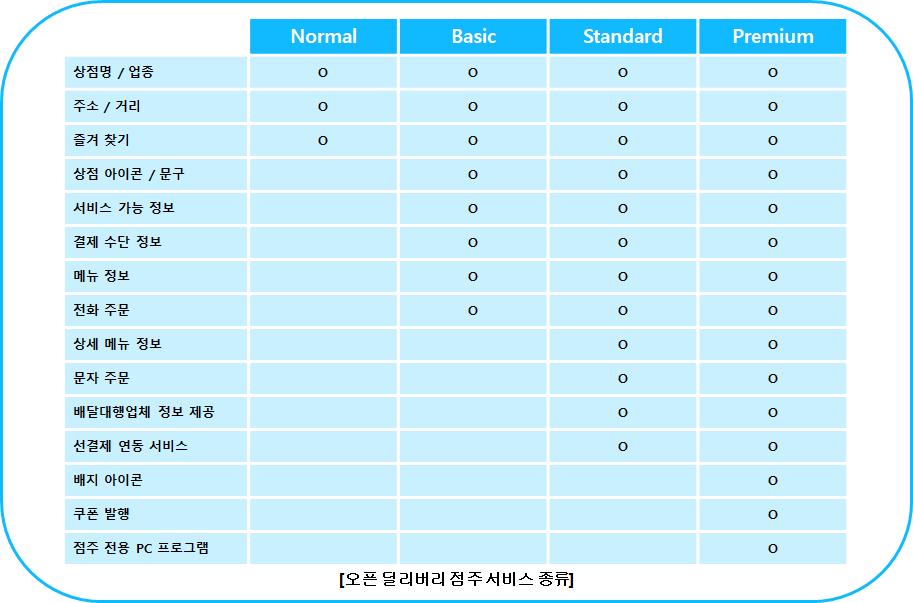 Normal Basic Standard Premium
상점명 / 업종 O O O O
주소 / 거리 O O O O
즐겨 찾기 O O O O
상점 아이콘 / 문구 O O O
서비스 가능 정보 O O O
결제 수단 정보 O O O
메뉴 정보 O O O
전화 주문 O O O
상세 메뉴 정보 O O
문자 주문 O O
배달대행업체 정보 제공 O O
선결제 연동 서비스 O O
배지 아이콘 O
쿠폰 발행 O
점주 전용 PC 프로그램 O
[오픈 딜리버리 점주 서비스 종류]